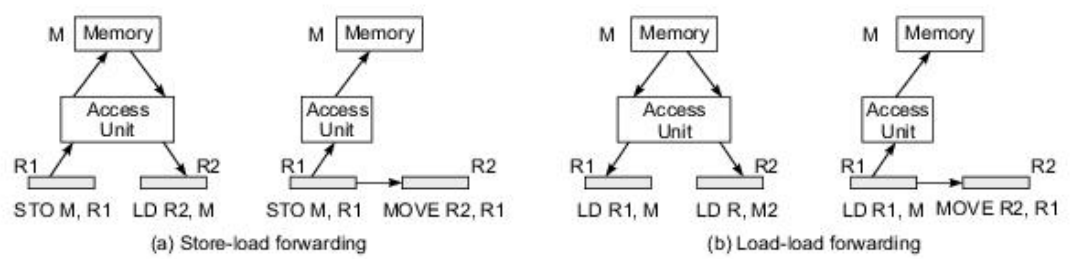 M Memory M Memory M Memory M Memory
Access Unit Access Unit Access Unit Access Unit
R1 R2 R1 R2 R1 R2 R1 R2
STO M, R1 LD R2, M STO M, R1 MOVE R2, R1 LD R1, M LD R, M2 LD R1, M MOVE R2, R1
(a) Store-load forwarding (b) Load-load forwarding